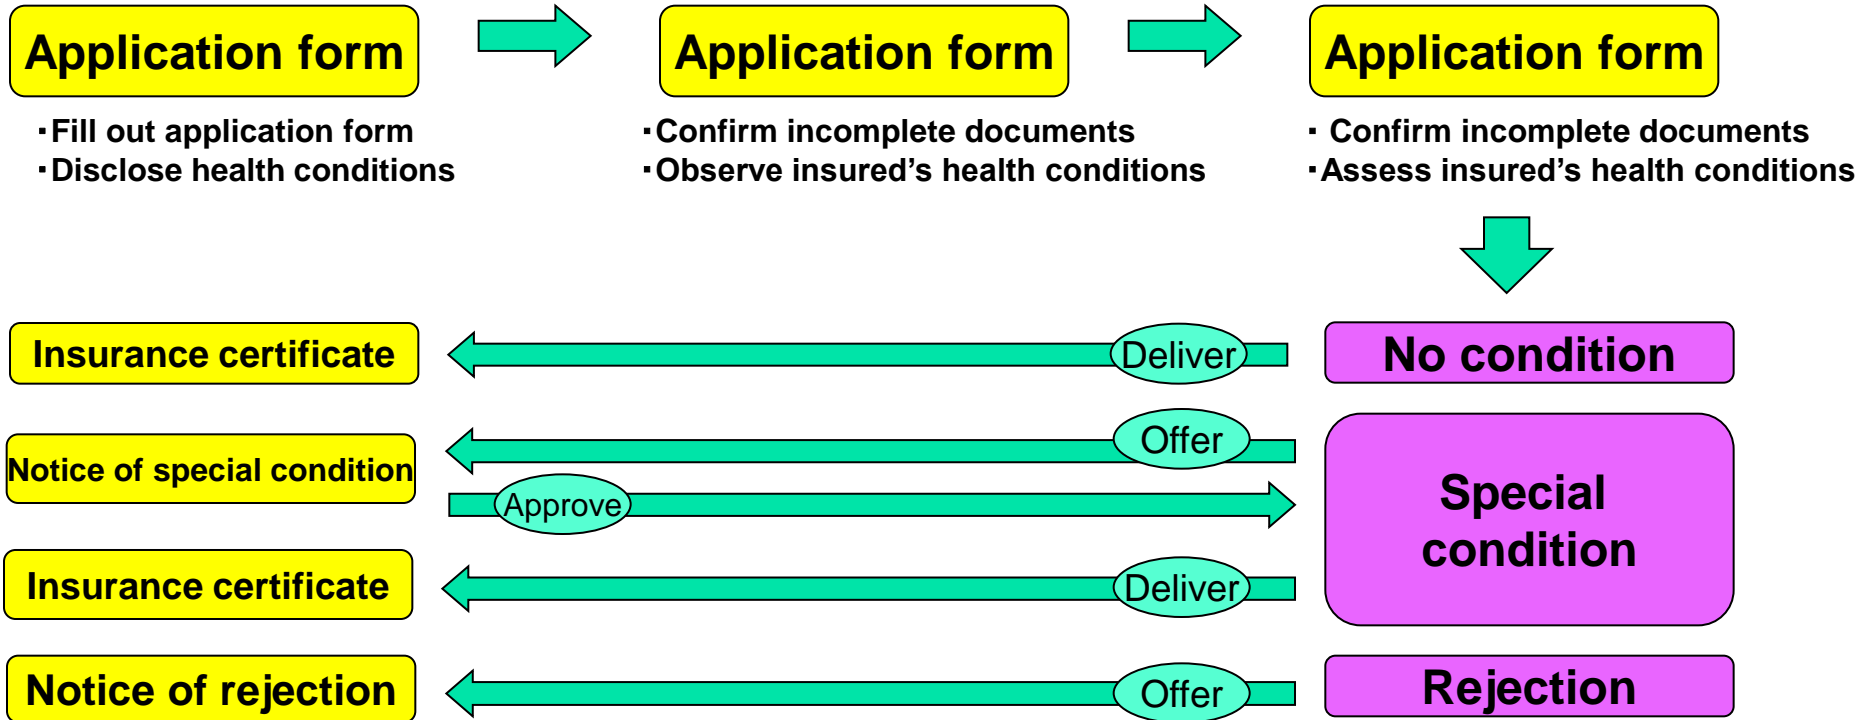 Application form
Application form
Application form
・Fill out application form
・Disclose health conditions
・Confirm incomplete documents
・Observe insured’s health conditions
・ Confirm incomplete documents
・Assess insured’s health conditions
Insurance certificate
Deliver
No condition
Notice of special condition
Offer
Approve
Special
condition
Insurance certificate
Deliver
Notice of rejection
Offer
Rejection